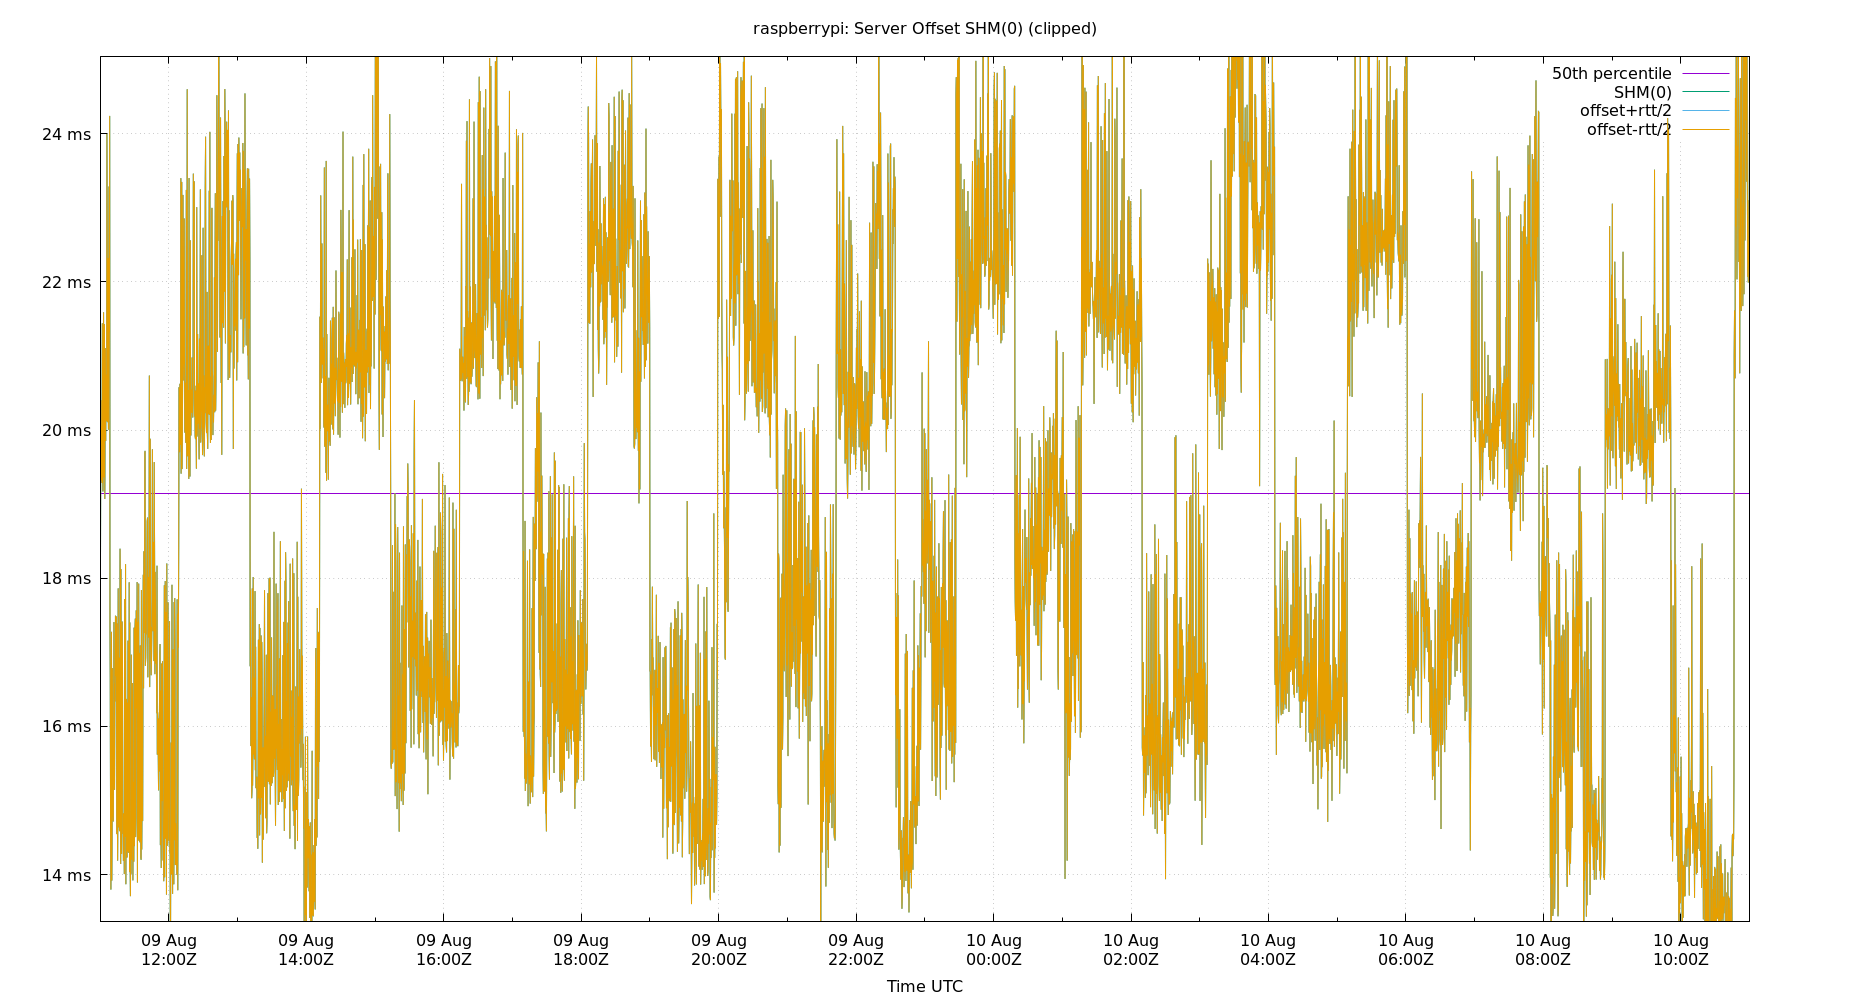 raspberrypi: Server Offset SHM(0) (clipped)
50th percentile
SHM(0)
offset+rtt/2
offset-rtt/2
24 ms
22 ms
20 ms
18 ms
16 ms
14 ms
09 Aug 09 Aug 09 Aug 09 Aug 09 Aug 09 Aug 10 Aug 10 Aug 10 Aug 10 Aug 10 Aug 10 Aug
12:00Z 14:00Z 16:00Z 18:00Z 20:00Z 22:00Z 00:00Z 02:00Z 04:00Z 06:00Z 08:00Z 10:00Z
Time UTC